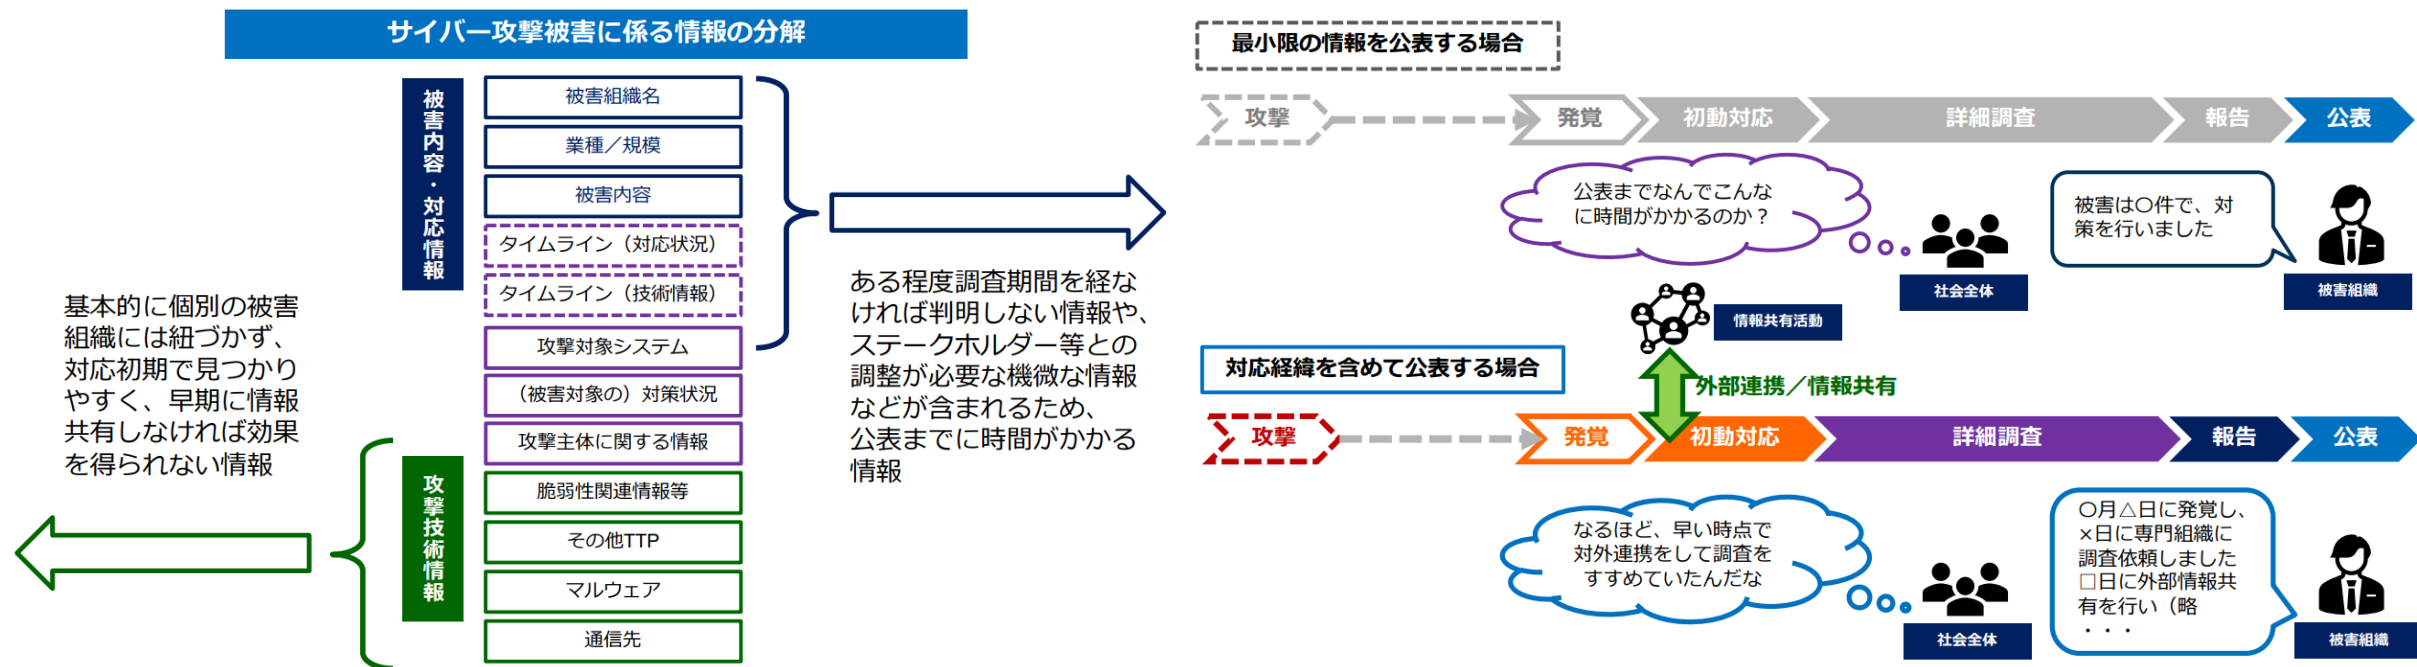 サイバー攻撃被害に係る情報の分解
被害内容・対応情報
被害組織名
業種／規模
被害内容
タイムライン（対応状況）
タイムライン（技術情報）
攻撃対象システム
（被害対象の）対策状況
攻撃主体に関する情報
攻撃技術情報
脆弱性関連情報等
その他TTP
マルウェア
通信先
基本的に個別の被害
組織には紐づかず、
対応初期で見つかり
やすく、早期に情報
共有しなければ効果
を得られない情報
ある程度調査期間を経な
ければ判明しない情報や、
ステークホルダー等との
調整が必要な機微な情報
などが含まれるため、
公表までに時間がかかる
情報
最小限の情報を公表する場合
攻撃
発覚
初動対応
詳細調査
報告
公表
公表までなんでこんな
に時間がかかるのか？
社会全体
被害は〇件で、対
策を行いました
被害組織
情報共有活動
対応経緯を含めて公表する場合
外部連携／情報共有
攻撃
発覚
初動対応
詳細調査
報告
公表
なるほど、早い時点で
対外連携をして調査を
すすめていたんだな
社会全体
〇月△日に発覚し、
×日に専門組織に
調査依頼しました
□日に外部情報共
有を行い（略
・・・
被害組織